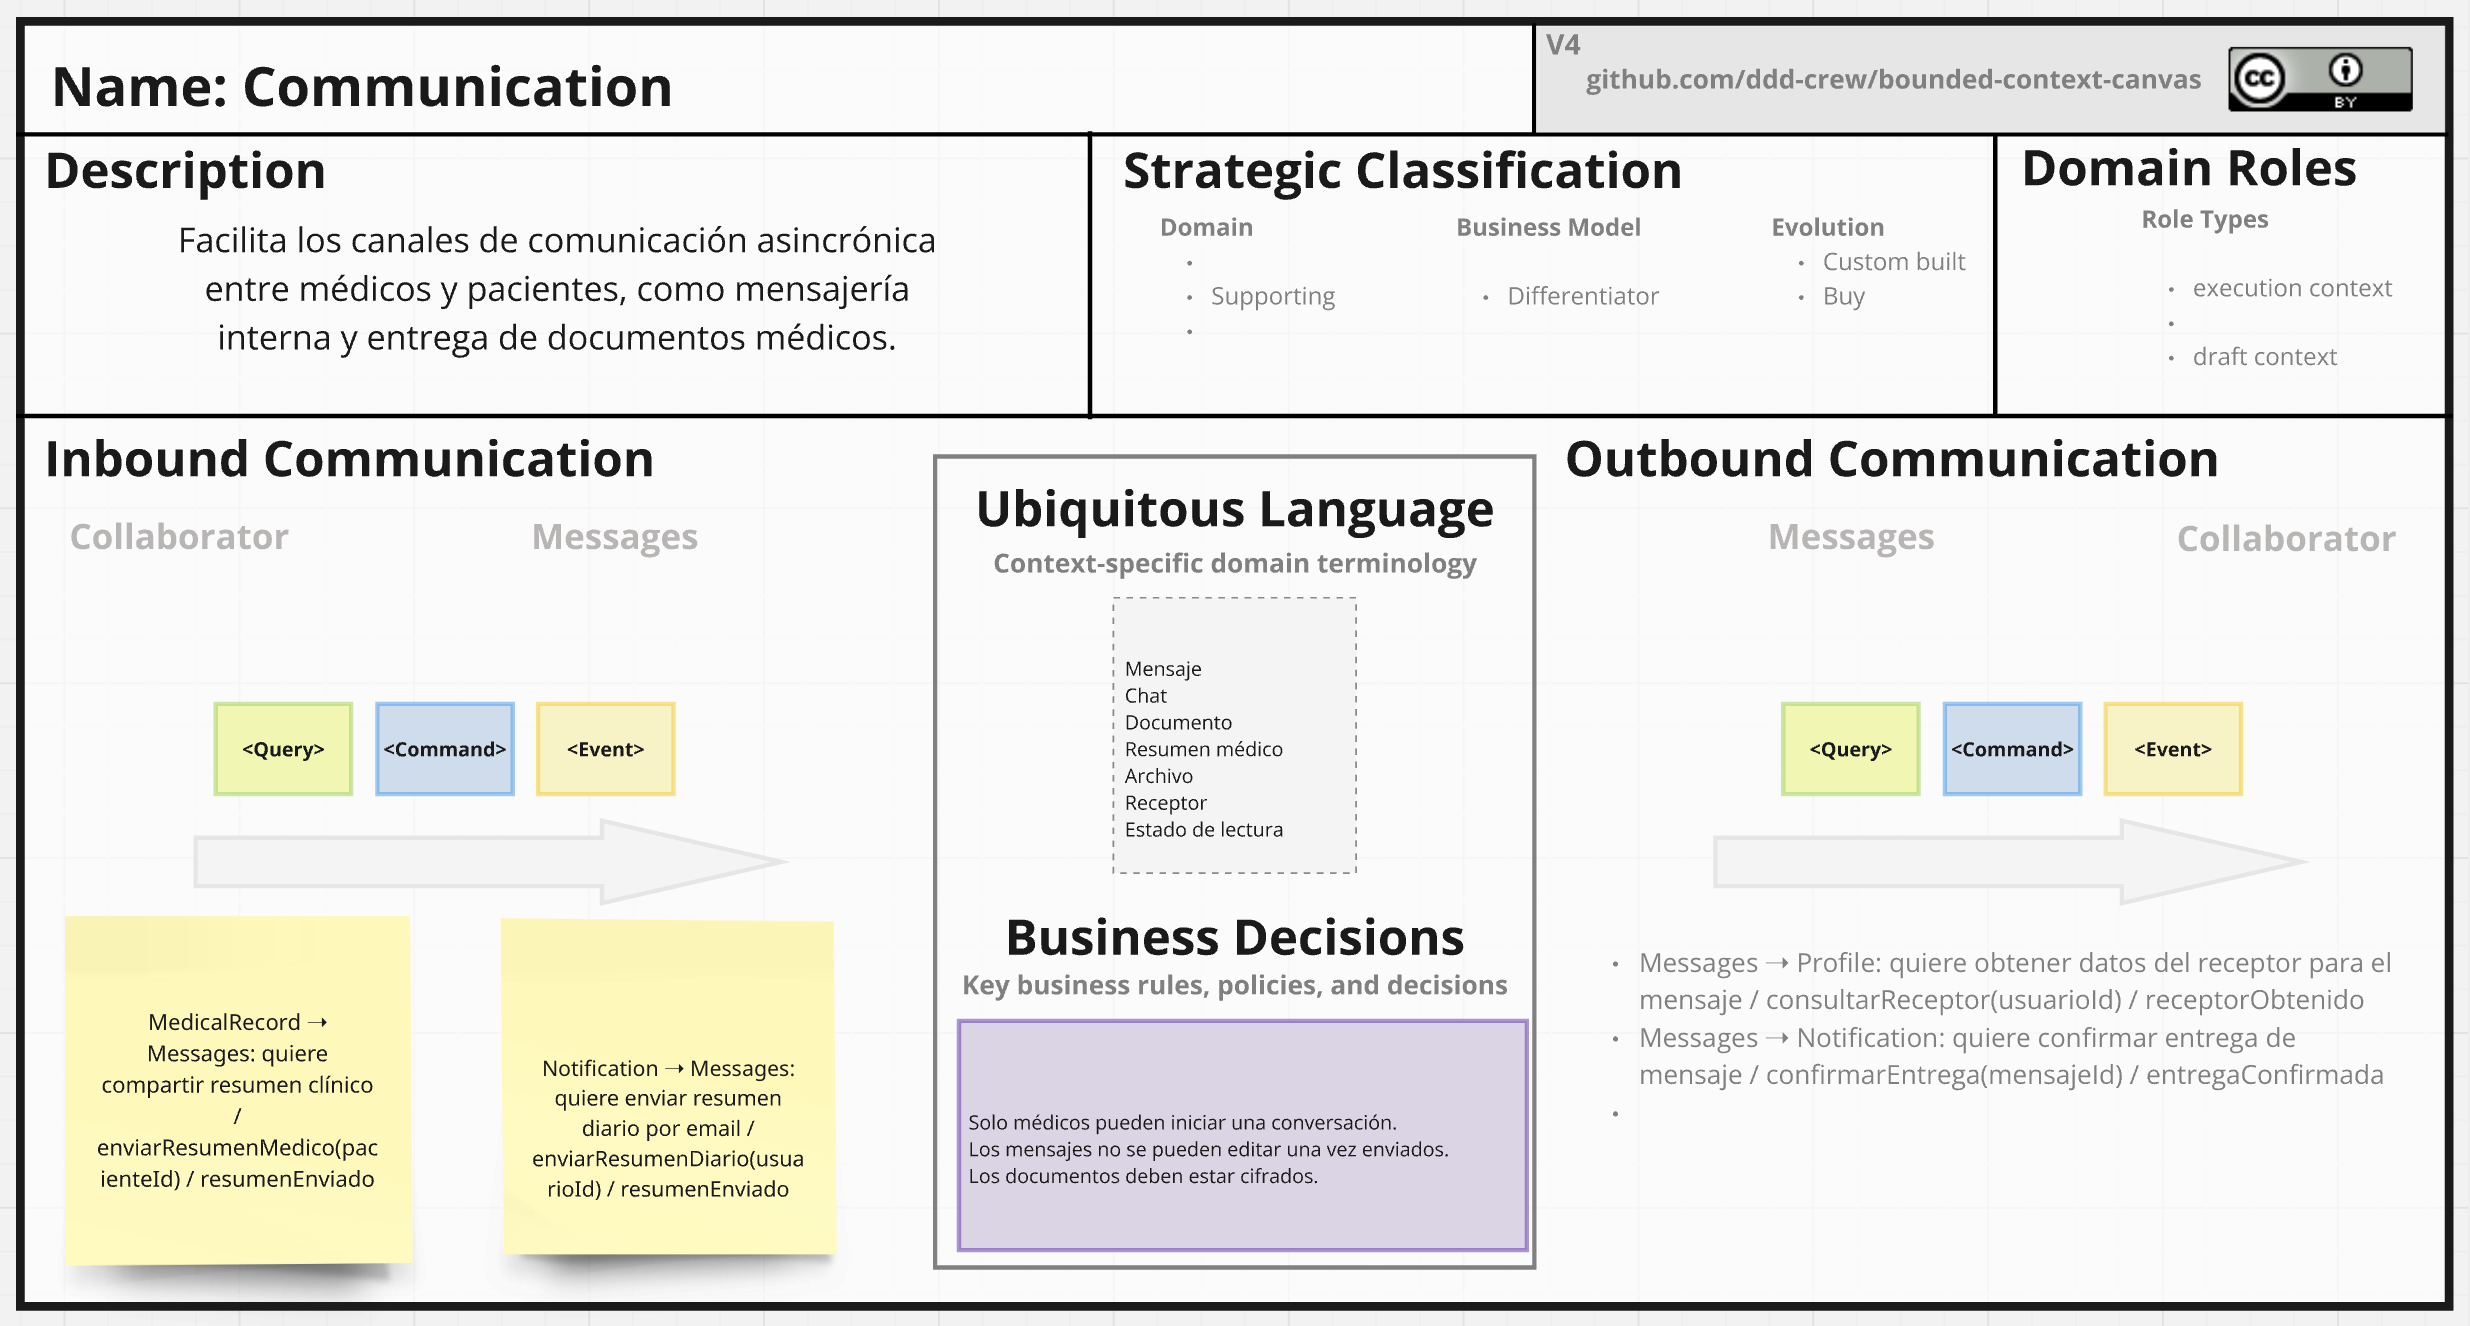 Name: Communication
V4
github.com/ddd-crew/bounded-context-canvas
cc
BY
Description
Facilita los canales de comunicación asincrónica
entre médicos y pacientes, como mensajería
interna y entrega de documentos médicos.
Strategic Classification
Domain
• 
• Supporting
• 
Business Model
• Differentiator
Evolution
• Custom built
• Buy
Domain Roles
Role Types
• execution context
• 
• draft context
Inbound Communication
Collaborator
Messages
<Query>
<Command>
<Event>
MedicalRecord →
Messages: quiere
compartir resumen clínico
/
enviarResumenMedico(pac
ienteId) / resumenEnviado
Notification → Messages:
quiere enviar resumen
diario por email /
enviarResumenDiario(usua
rioId) / resumenEnviado
Ubiquitous Language
Context-specific domain terminology
Mensaje
Chat
Documento
Resumen médico
Archivo
Receptor
Estado de lectura
Business Decisions
Key business rules, policies, and decisions
Solo médicos pueden iniciar una conversación.
Los mensajes no se pueden editar una vez enviados.
Los documentos deben estar cifrados.
Outbound Communication
Messages
Collaborator
<Query>
<Command>
<Event>
• Messages → Profile: quiere obtener datos del receptor para el
mensaje / consultarReceptor(usuarioId) / receptorObtenido
• Messages → Notification: quiere confirmar entrega de
mensaje / confirmarEntrega(mensajeId) / entregaConfirmada
•